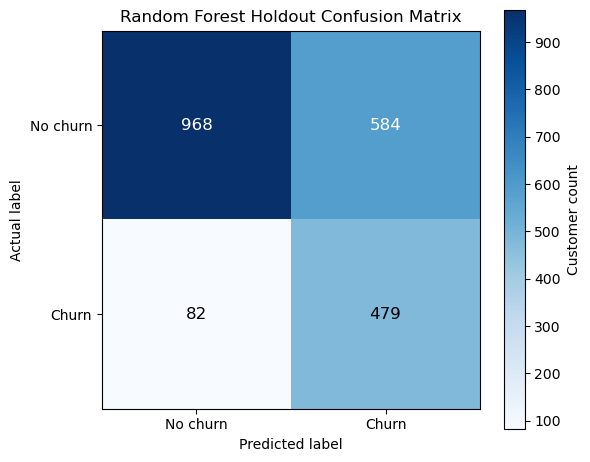 Random Forest Holdout Confusion Matrix
Actual label
No churn
Churn
968
584
82
479
No churn
Churn
Predicted label
900
800
700
600
500
400
300
200
100
Customer count